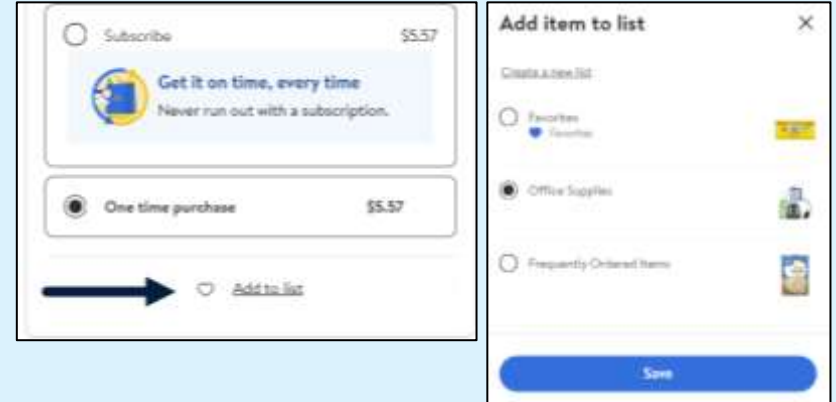 Subscribe $5.57
Get it on time, every time
Never run out with a subscription.
One time purchase $5.57
Add to list
Add item to list
Create a new list
Favorites
Favorites
Office Supplies
Frequently Ordered Items
Save